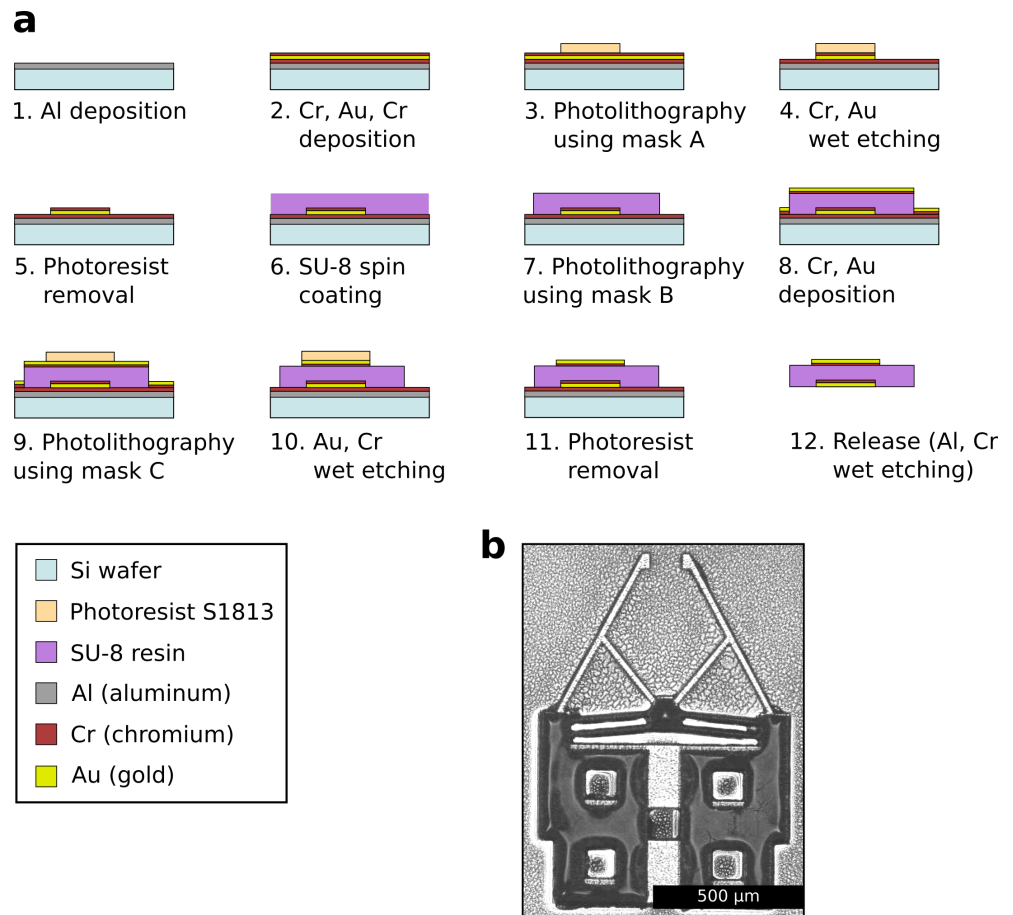 a
1. Al deposition
2. Cr, Au, Cr
deposition
3. Photolithography
using mask A
4. Cr, Au
wet etching
5. Photoresist
removal
6. SU-8 spin
coating
7. Photolithography
using mask B
8. Cr, Au
deposition
9. Photolithography
using mask C
10. Au, Cr
wet etching
11. Photoresist
removal
12. Release (Al, Cr
wet etching)
Si wafer
Photoresist S1813
SU-8 resin
Al (aluminum)
Cr (chromium)
Au (gold)
b
500 µm